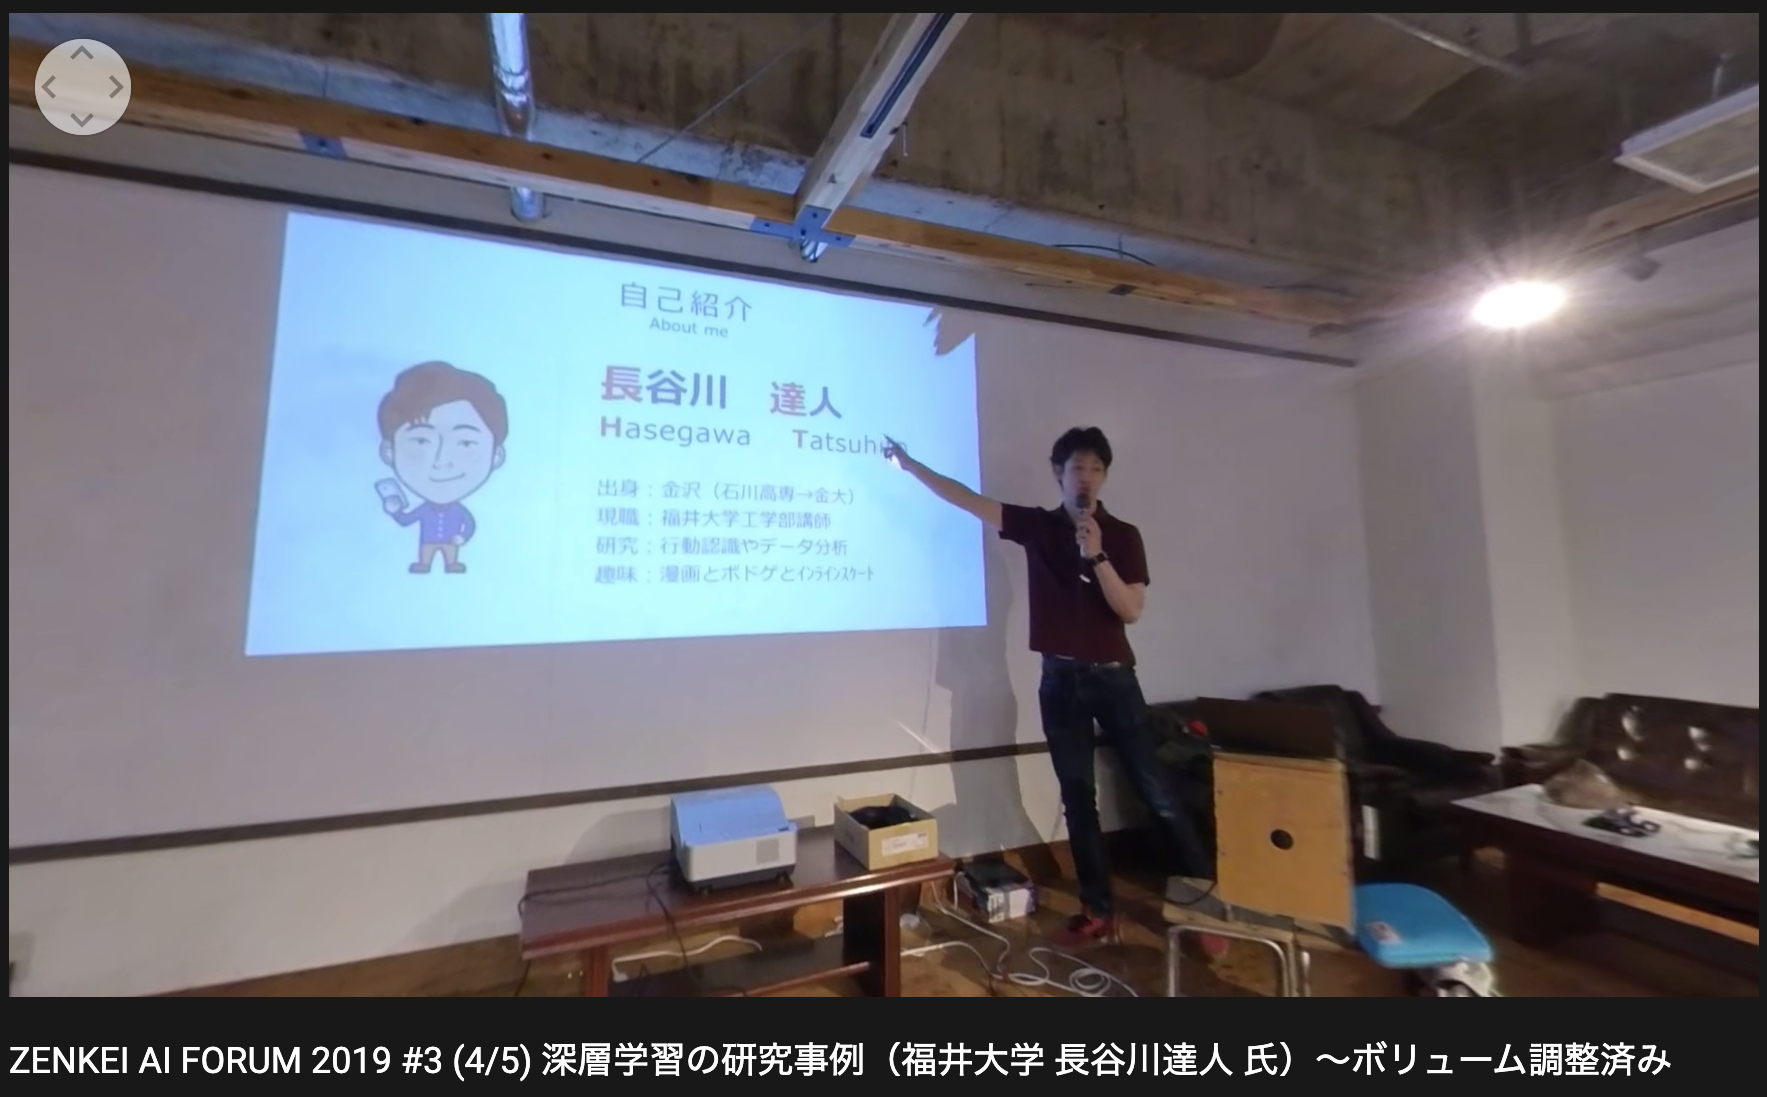 自己紹介
About me
長谷川 達人
Hasegawa Tatsuhito
出身：金沢（石川高専→金大）
現職：福井大学工学部講師
研究：行動認識やデータ分析
趣味：漫画とボドゲとｲﾝﾗｲﾝｽｹｰﾄ
ZENKEI AI FORUM 2019 #3 (4/5) 深層学習の研究事例（福井大学 長谷川達人 氏）〜ボリューム調整済み